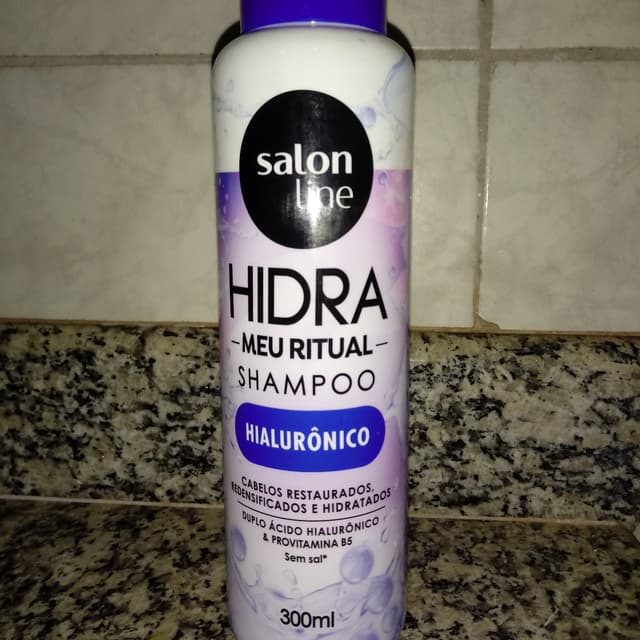 salon
line
HIDRA
MEU RITUAL
SHAMPOO
HIALURÔNICO
CABELOS RESTAURADOS,
REDENSIFICADOS E HIDRATADOS
DUPLO ÁCIDO HIALURÔNICO
& PROVITAMINA B5
Sem sal*
300ml